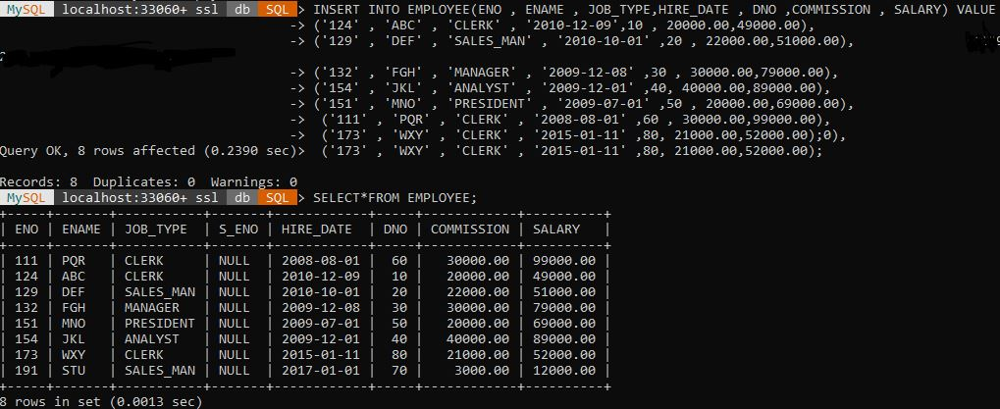 MySQL localhost:33060+ ssl db SQL > INSERT INTO EMPLOYEE(ENO , ENAME , JOB_TYPE,HIRE_DATE , DNO ,COMMISSION , SALARY) VALUE
-> ('124' , 'ABC' , 'CLERK' , '2010-12-09',10 , 20000.00,49000.00),
-> ('129' , 'DEF' , 'SALES_MAN' , '2010-10-01' ,20 , 22000.00,51000.00),
-> ('132' , 'FGH' , 'MANAGER' , '2009-12-08' ,30 , 30000.00,79000.00),
-> ('154' , 'JKL' , 'ANALYST' , '2009-12-01' ,40, 40000.00,89000.00),
-> ('151' , 'MNO' , 'PRESIDENT' , '2009-07-01' ,50 , 20000.00,69000.00),
-> ('111' , 'PQR' , 'CLERK' , '2008-08-01' ,60 , 30000.00,99000.00),
-> ('173' , 'WXY' , 'CLERK' , '2015-01-11' ,80, 21000.00,52000.00);0),
Query OK, 8 rows affected (0.2390 sec)> ('173' , 'WXY' , 'CLERK' , '2015-01-11' ,80, 21000.00,52000.00);
Records: 8 Duplicates: 0 Warnings: 0
MySQL localhost:33060+ ssl db SQL > SELECT*FROM EMPLOYEE;
+-----+-------+-----------+--------+------------+-----+------------+----------+
| ENO | ENAME | JOB_TYPE | S_ENO | HIRE_DATE | DNO | COMMISSION | SALARY |
+-----+-------+-----------+--------+------------+-----+------------+----------+
| 111 | PQR | CLERK | NULL | 2008-08-01 | 60 | 30000.00 | 99000.00 |
| 124 | ABC | CLERK | NULL | 2010-12-09 | 10 | 20000.00 | 49000.00 |
| 129 | DEF | SALES_MAN | NULL | 2010-10-01 | 20 | 22000.00 | 51000.00 |
| 132 | FGH | MANAGER | NULL | 2009-12-08 | 30 | 30000.00 | 79000.00 |
| 151 | MNO | PRESIDENT | NULL | 2009-07-01 | 50 | 20000.00 | 69000.00 |
| 154 | JKL | ANALYST | NULL | 2009-12-01 | 40 | 40000.00 | 89000.00 |
| 173 | WXY | CLERK | NULL | 2015-01-11 | 80 | 21000.00 | 52000.00 |
| 191 | STU | SALES_MAN | NULL | 2017-01-01 | 70 | 3000.00 | 12000.00 |
+-----+-------+-----------+--------+------------+-----+------------+----------+
8 rows in set (0.0013 sec)